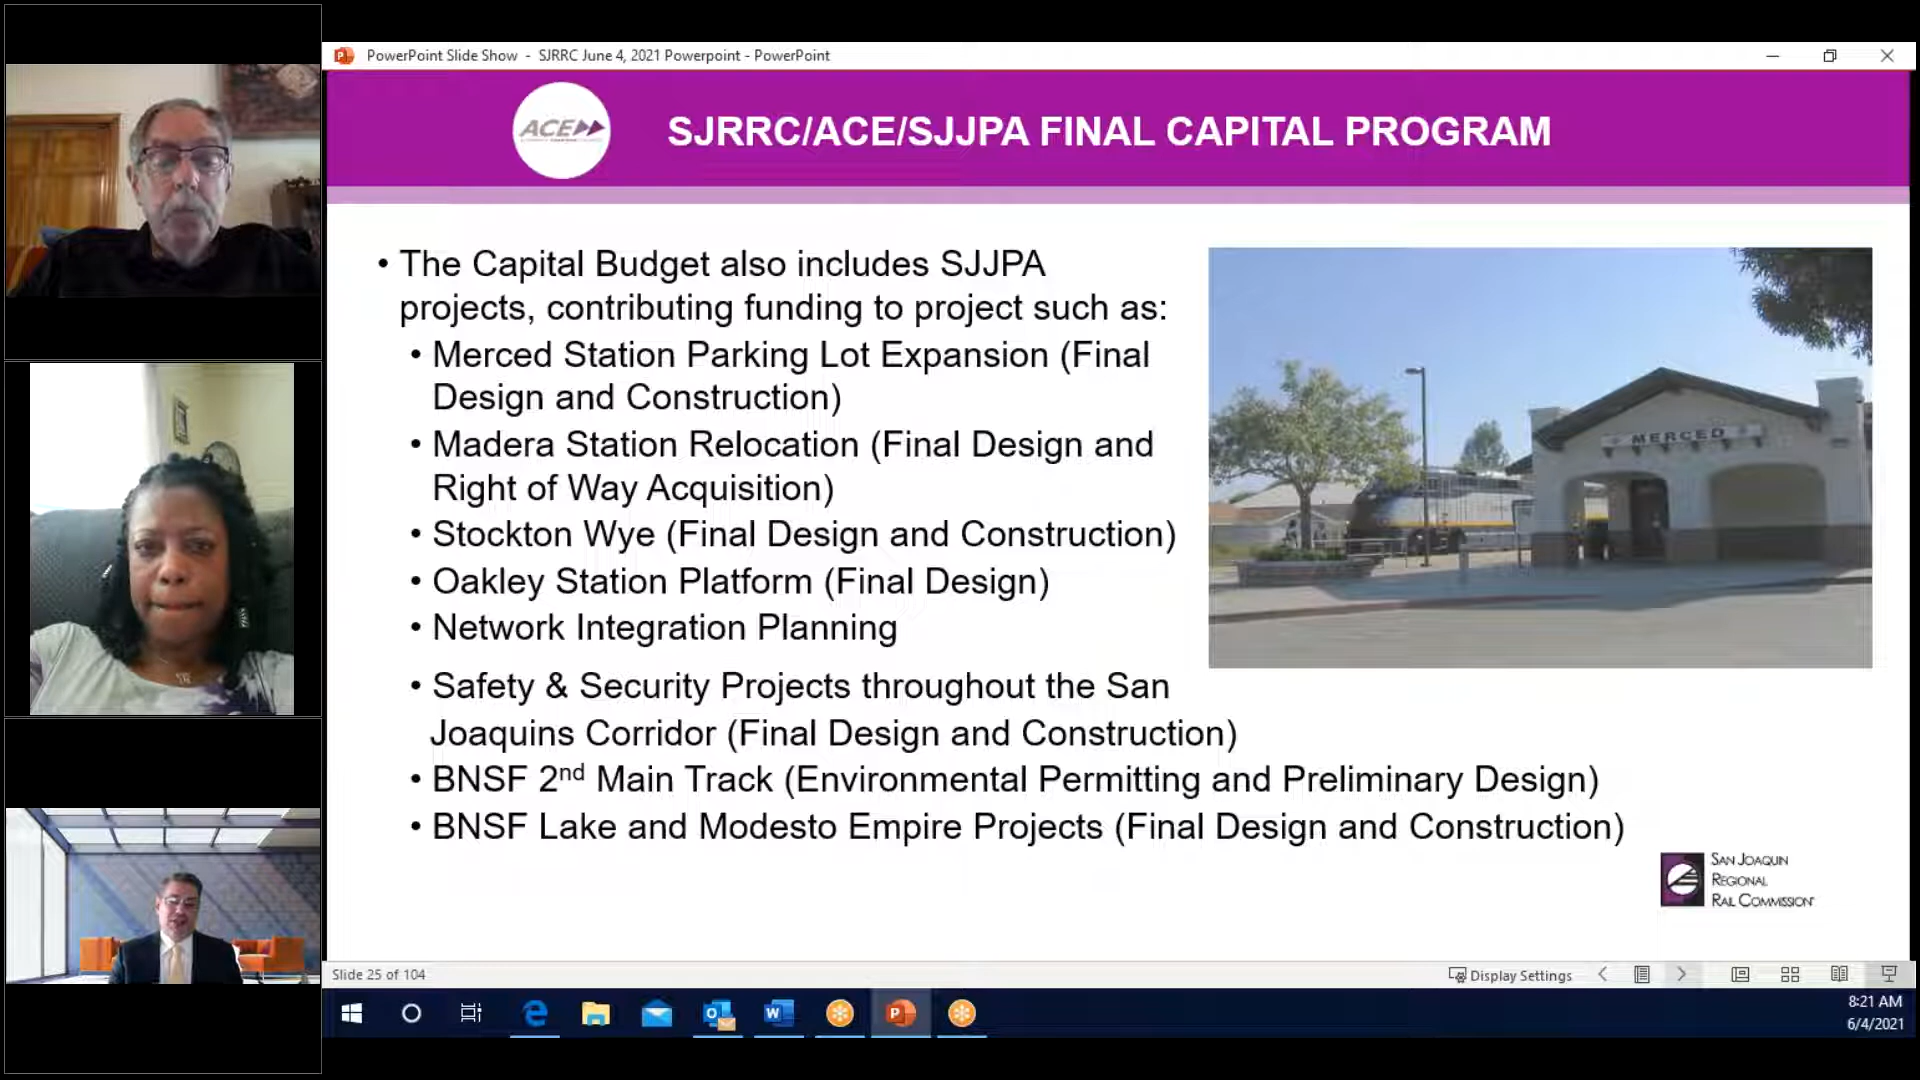 PowerPoint Slide Show - SJRRC June 4, 2021 Powerpoint - PowerPoint
ACE
SJRRC/ACE/SJJPA FINAL CAPITAL PROGRAM
• The Capital Budget also includes SJJPA
projects, contributing funding to project such as:
• Merced Station Parking Lot Expansion (Final
Design and Construction)
• Madera Station Relocation (Final Design and
Right of Way Acquisition)
• Stockton Wye (Final Design and Construction)
• Oakley Station Platform (Final Design)
• Network Integration Planning
• Safety & Security Projects throughout the San
Joaquins Corridor (Final Design and Construction)
• BNSF 2nd Main Track (Environmental Permitting and Preliminary Design)
• BNSF Lake and Modesto Empire Projects (Final Design and Construction)
MERCED
SAN JOAQUIN
REGIONAL
RAIL COMMISSION
Slide 25 of 104
Display Settings
8:21 AM
6/4/2021